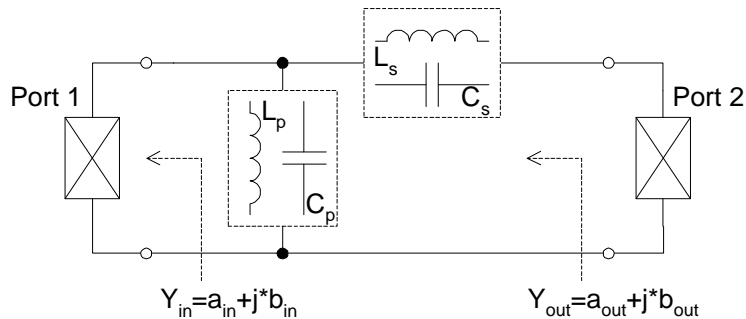 Port 1
L_s
C_s
Port 2
L_p
C_p
Y_in=a_in+j*b_in
Y_out=a_out+j*b_out